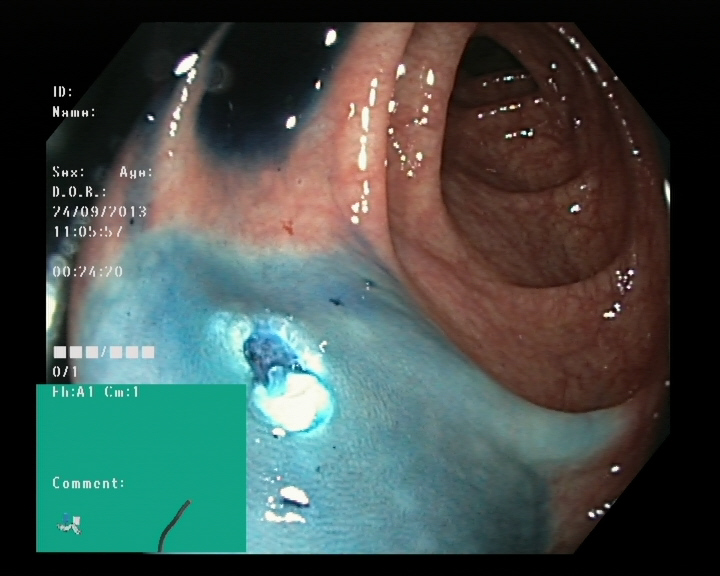 ID:
Name:
Sex: Age:
D.O.B.:
24/09/2013
11:05:57
00:24:20
■■■/■■■
0/1
Eh:A1 Cm:1
Comment: